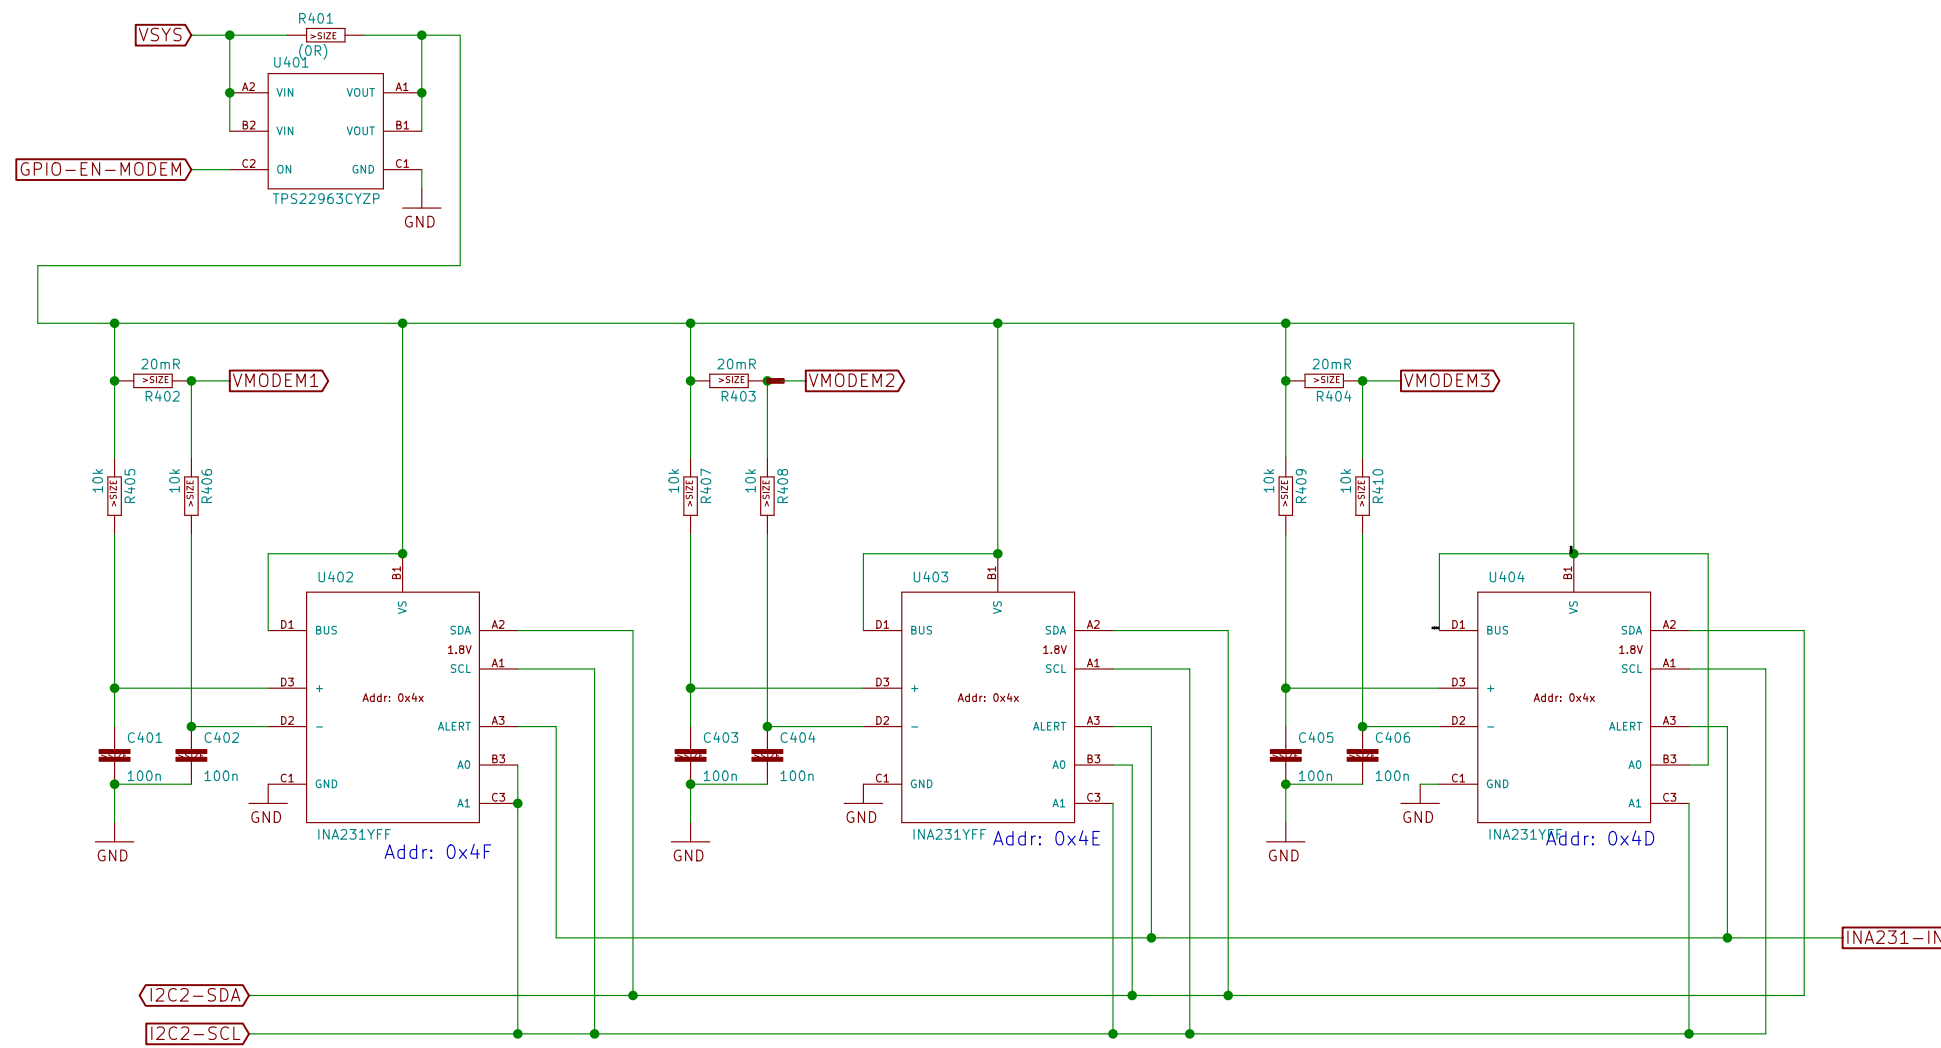 R401
VSYS
>SIZE
(0R)
U401
A2 VIN VOUT A1
B2 VIN VOUT B1
GPIO-EN-MODEM
C2 ON GND C1
TPS22963CYZP
GND
20mR
>SIZE
VMODEM1
R402
20mR
>SIZE
VMODEM2
R403
20mR
>SIZE
VMODEM3
R404
10k
>SIZE
R405
10k
>SIZE
R406
10k
>SIZE
R407
10k
>SIZE
R408
10k
>SIZE
R409
10k
>SIZE
R410
U402
B1
VS
D1 BUS SDA A2
1.8V
SCL A1
D3 +
Addr: 0x4x
D2 − ALERT A3
C401
C402
A0 B3
100n
100n
C1 GND
A1 C3
GND
INA231YFF
Addr: 0x4F
GND
U403
B1
VS
D1 BUS SDA A2
1.8V
SCL A1
D3 +
Addr: 0x4x
D2 − ALERT A3
C403
C404
A0 B3
100n
100n
C1 GND
A1 C3
GND
INA231YFF
Addr: 0x4E
GND
U404
B1
VS
D1 BUS SDA A2
1.8V
SCL A1
D3 +
Addr: 0x4x
D2 − ALERT A3
C405
C406
A0 B3
100n
100n
C1 GND
A1 C3
GND
INA231YFF
Addr: 0x4D
GND
INA231-IN
I2C2-SDA
I2C2-SCL